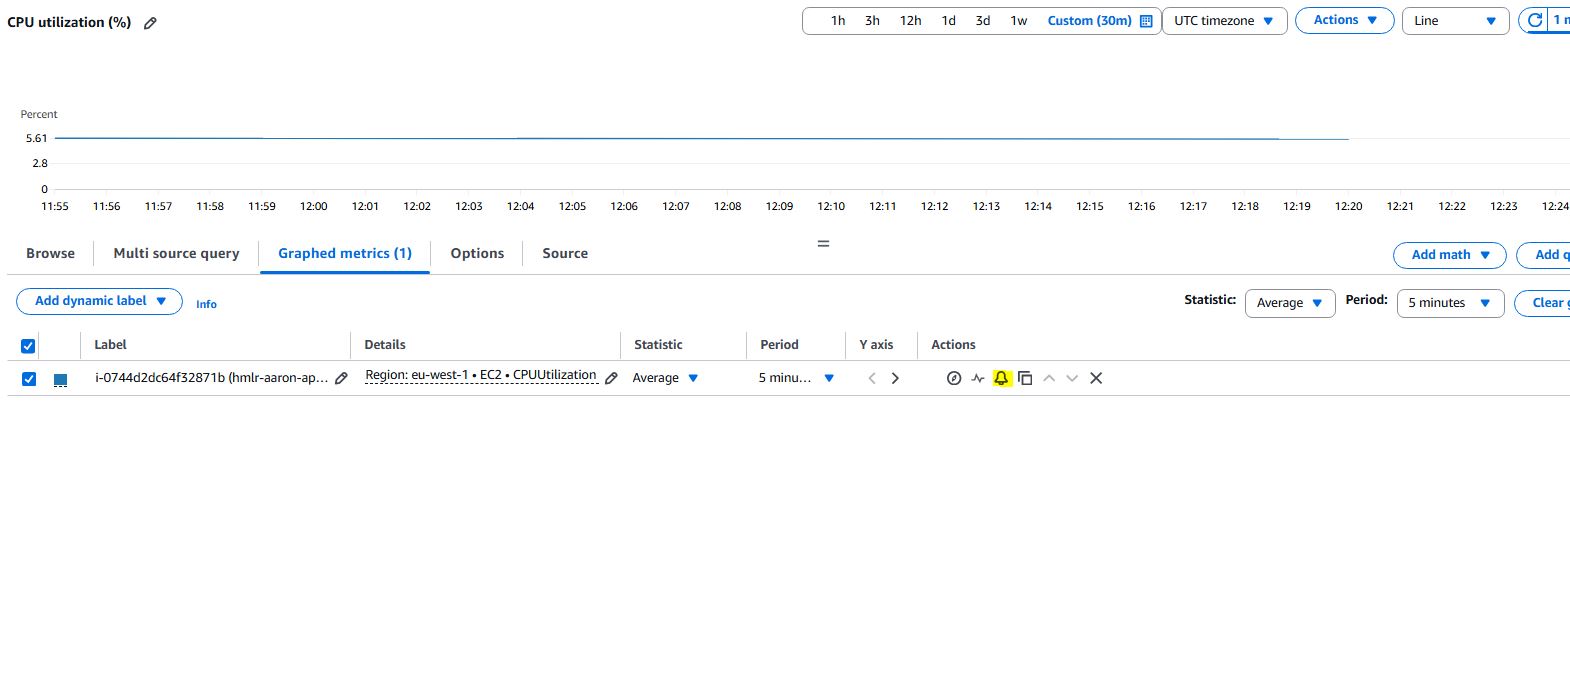 CPU utilization (%)
1h 3h 12h 1d 3d 1w Custom (30m) UTC timezone Actions Line 1
Percent
5.61
2.8
0
11:55 11:56 11:57 11:58 11:59 12:00 12:01 12:02 12:03 12:04 12:05 12:06 12:07 12:08 12:09 12:10 12:11 12:12 12:13 12:14 12:15 12:16 12:17 12:18 12:19 12:20 12:21 12:22 12:23 12:24
Browse Multi source query Graphed metrics (1) Options Source Add math Add q
Add dynamic label Info Statistic: Average Period: 5 minutes Clear
Label Details Statistic Period Y axis Actions
i-0744d2dc64f32871b (hmlr-aaron-ap... Region: eu-west-1 • EC2 • CPUUtilization Average 5 minu...